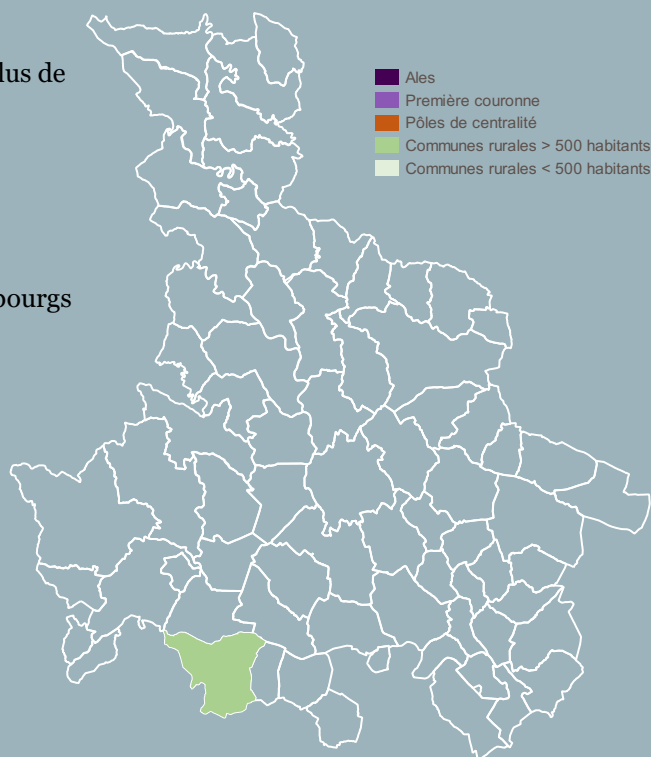 lus de
Ales
Première couronne
Pôles de centralité
Communes rurales > 500 habitants
Communes rurales < 500 habitants
bourgs